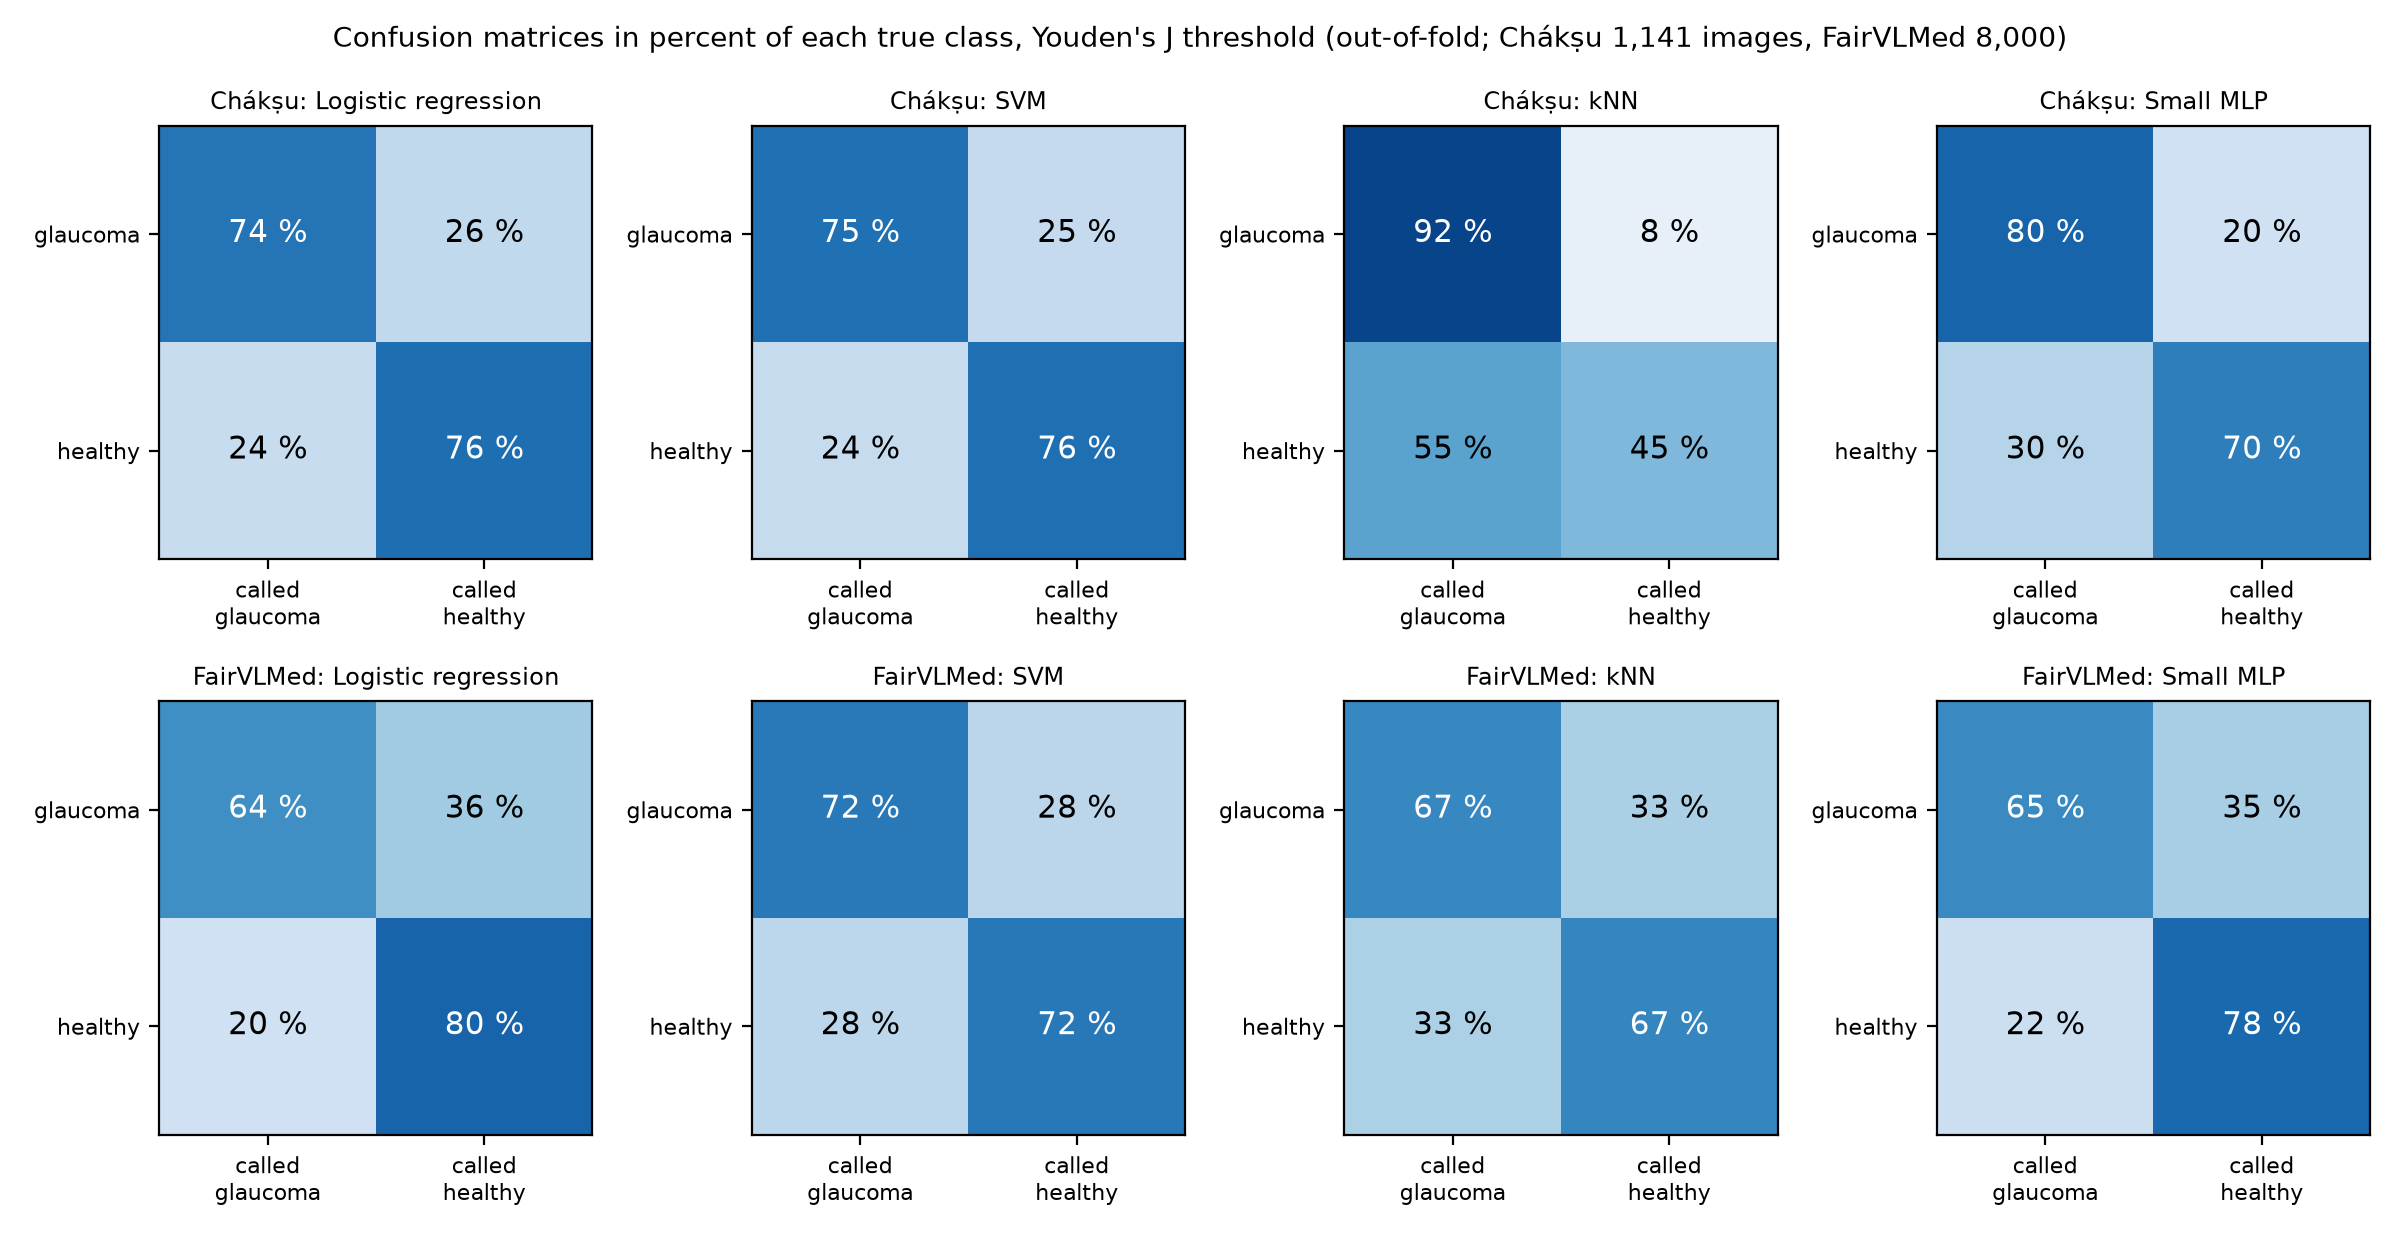 Confusion matrices in percent of each true class, Youden's J threshold (out-of-fold; Chákṣu 1,141 images, FairVLMed 8,000)
Chákṣu: Logistic regression
glaucoma
74 %
26 %
healthy
24 %
76 %
called
glaucoma
called
healthy
Chákṣu: SVM
glaucoma
75 %
25 %
healthy
24 %
76 %
called
glaucoma
called
healthy
Chákṣu: kNN
glaucoma
92 %
8 %
healthy
55 %
45 %
called
glaucoma
called
healthy
Chákṣu: Small MLP
glaucoma
80 %
20 %
healthy
30 %
70 %
called
glaucoma
called
healthy
FairVLMed: Logistic regression
glaucoma
64 %
36 %
healthy
20 %
80 %
called
glaucoma
called
healthy
FairVLMed: SVM
glaucoma
72 %
28 %
healthy
28 %
72 %
called
glaucoma
called
healthy
FairVLMed: kNN
glaucoma
67 %
33 %
healthy
33 %
67 %
called
glaucoma
called
healthy
FairVLMed: Small MLP
glaucoma
65 %
35 %
healthy
22 %
78 %
called
glaucoma
called
healthy